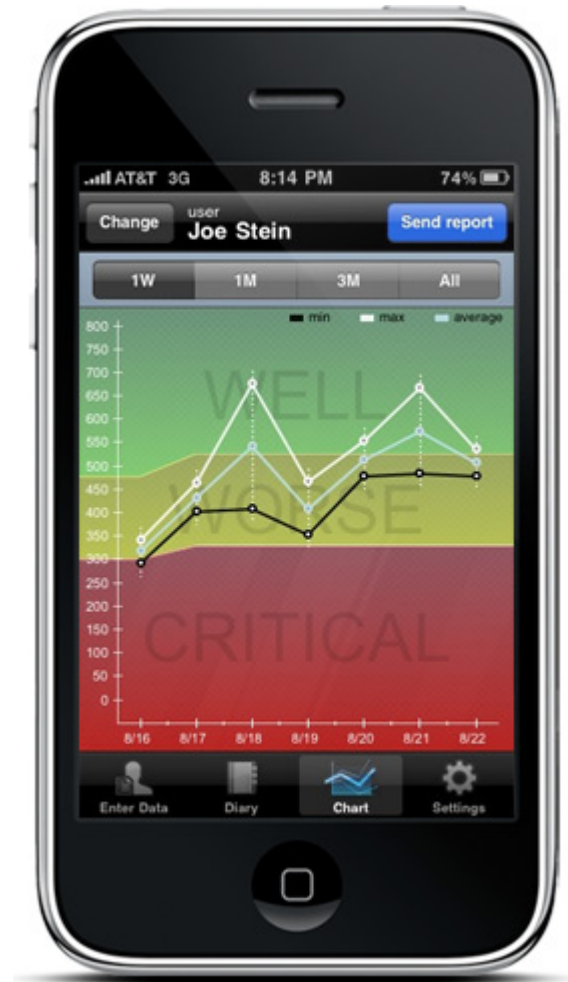 AT&T 3G 8:14 PM 74%
Change user Joe Stein Send report
1W 1M 3M All
min max average
800
750
700
650
600
550
500
450
400
350
300
250
200
150
100
50
0
WELL
WORSE
CRITICAL
8/16 8/17 8/18 8/19 8/20 8/21 8/22
Enter Data Diary Chart Settings